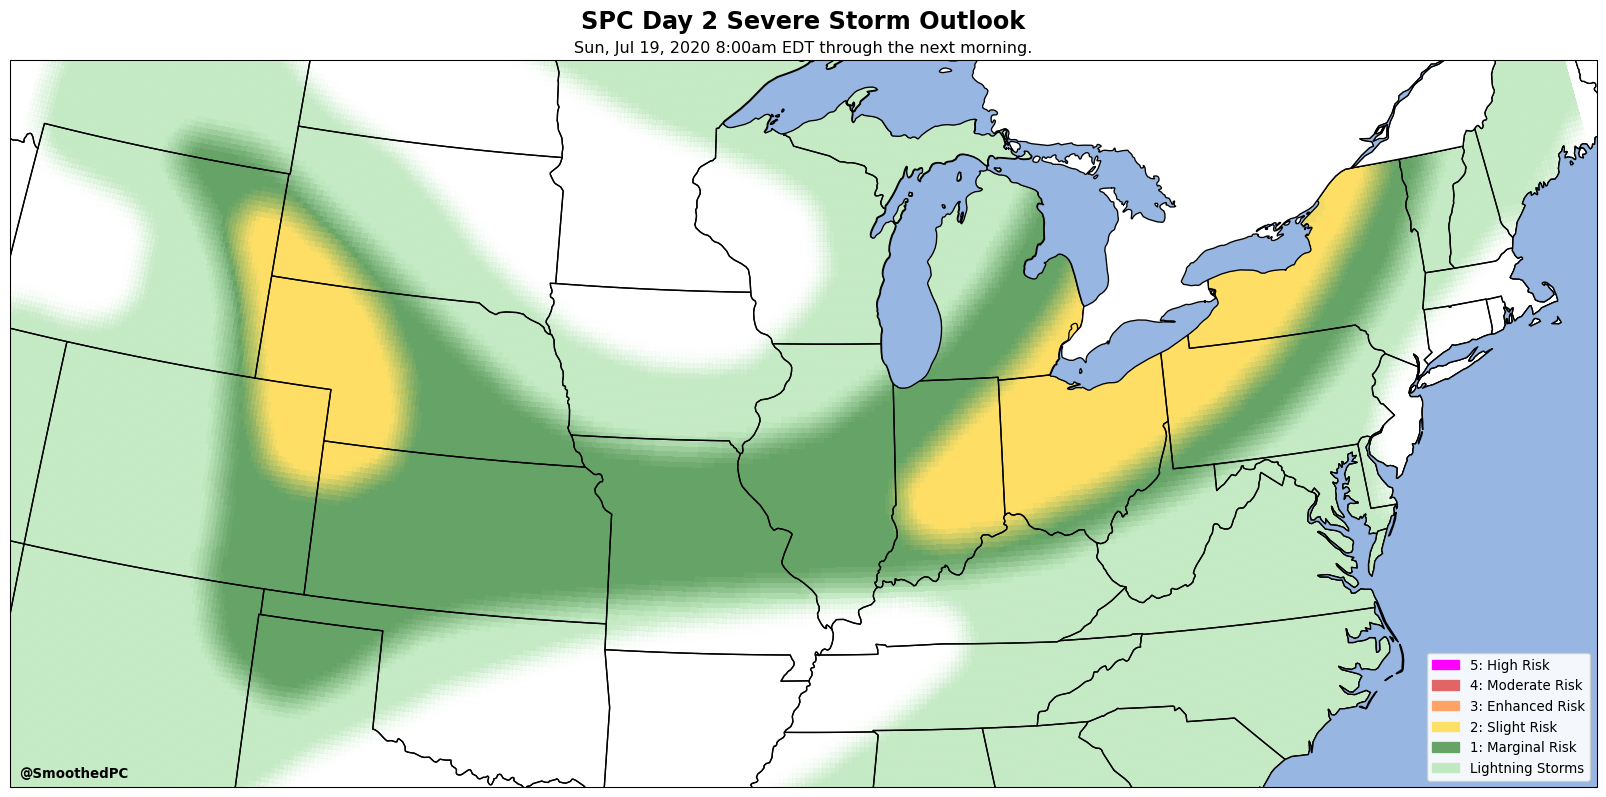 SPC Day 2 Severe Storm Outlook
Sun, Jul 19, 2020 8:00am EDT through the next morning.
5: High Risk
4: Moderate Risk
3: Enhanced Risk
2: Slight Risk
1: Marginal Risk
Lightning Storms
@SmoothedPC